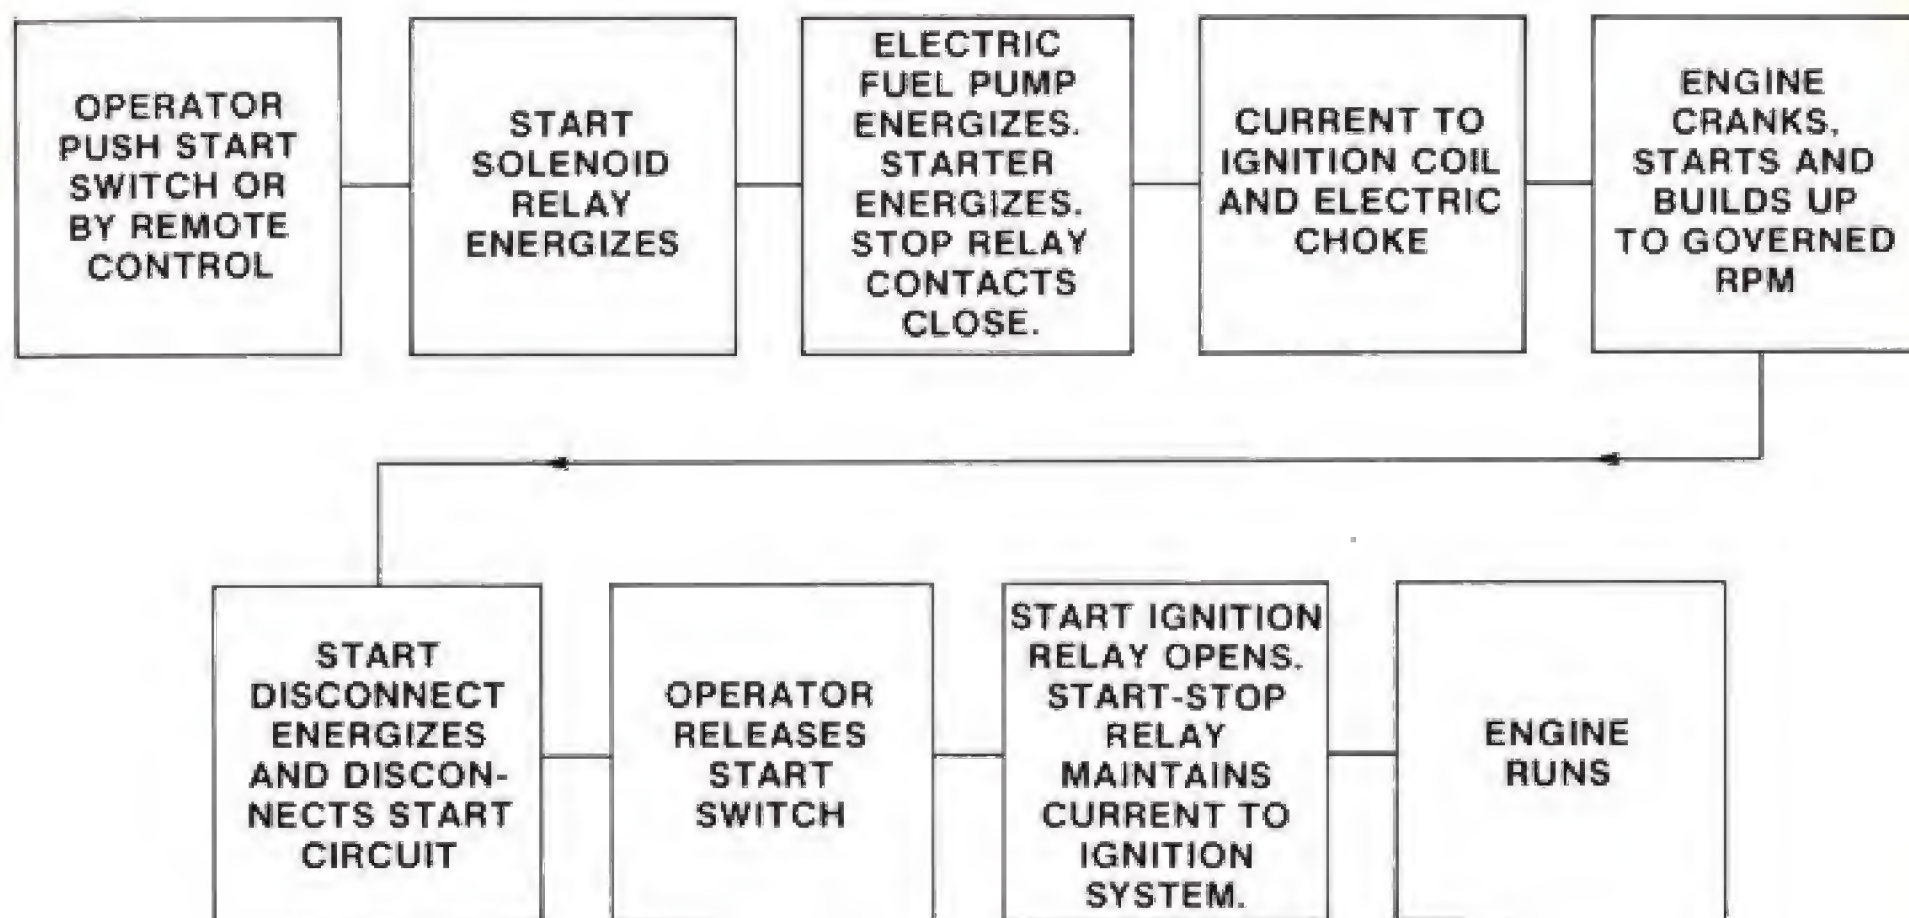 OPERATOR
PUSH START
SWITCH OR
BY REMOTE
CONTROL
START
SOLENOID
RELAY
ENERGIZES
ELECTRIC
FUEL PUMP
ENERGIZES.
STARTER
ENERGIZES.
STOP RELAY
CONTACTS
CLOSE.
CURRENT TO
IGNITION COIL
AND ELECTRIC
CHOKE
ENGINE
CRANKS,
STARTS AND
BUILDS UP
TO GOVERNED
RPM
START
DISCONNECT
ENERGIZES
AND DISCON-
NECTS START
CIRCUIT
OPERATOR
RELEASES
START
SWITCH
START IGNITION
RELAY OPENS.
START-STOP
RELAY
MAINTAINS
CURRENT TO
IGNITION
SYSTEM.
ENGINE
RUNS